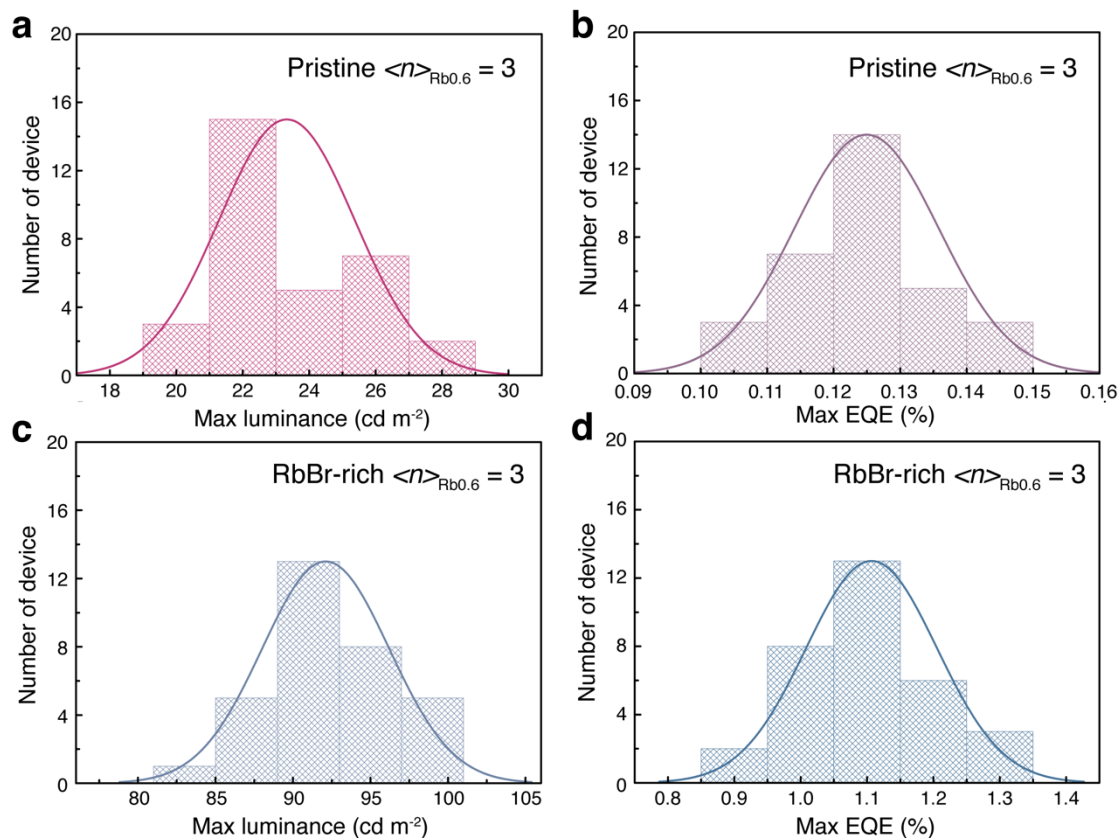 a
Pristine <n>Rb0.6 = 3
20
16
12
8
4
0
Number of device
18 20 22 24 26 28 30
Max luminance (cd m-2)
b
Pristine <n>Rb0.6 = 3
20
16
12
8
4
0
Number of device
0.09 0.10 0.11 0.12 0.13 0.14 0.15 0.16
Max EQE (%)
c
RbBr-rich <n>Rb0.6 = 3
20
16
12
8
4
0
Number of device
80 85 90 95 100 105
Max luminance (cd m-2)
d
RbBr-rich <n>Rb0.6 = 3
20
16
12
8
4
0
Number of device
0.8 0.9 1.0 1.1 1.2 1.3 1.4
Max EQE (%)